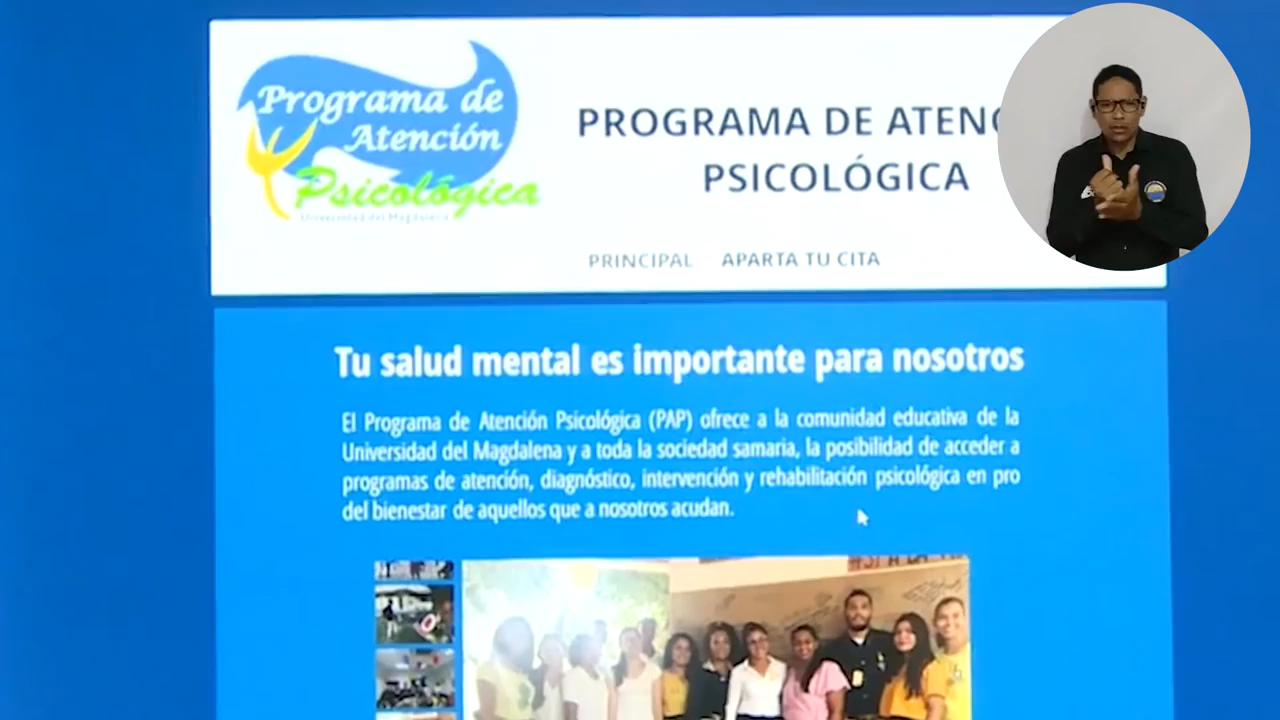 Programa de
Atención
Psicológica
Universidad del Magdalena
PROGRAMA DE ATENC
PSICOLÓGICA
PRINCIPAL APARTA TU CITA
Tu salud mental es importante para nosotros
El Programa de Atención Psicológica (PAP) ofrece a la comunidad educativa de la
Universidad del Magdalena y a toda la sociedad samaria, la posibilidad de acceder a
programas de atención, diagnóstico, intervención y rehabilitación psicológica en pro
del bienestar de aquellos que a nosotros acudan.